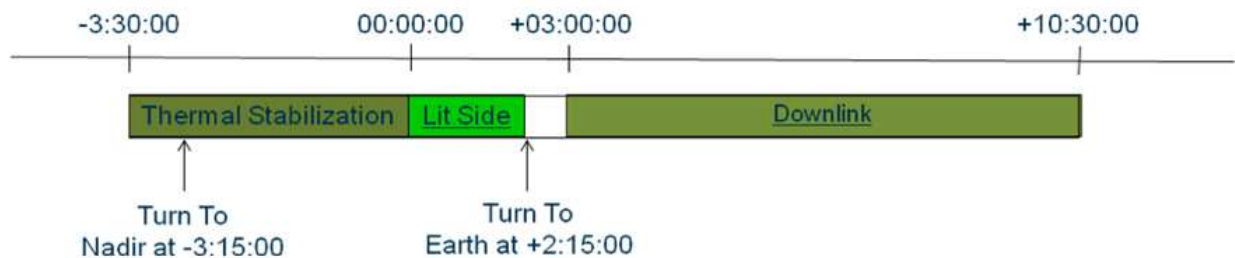 -3:30:00 00:00:00 +03:00:00 +10:30:00
Thermal Stabilization Lit Side Downlink
Turn To
Nadir at -3:15:00
Turn To
Earth at +2:15:00